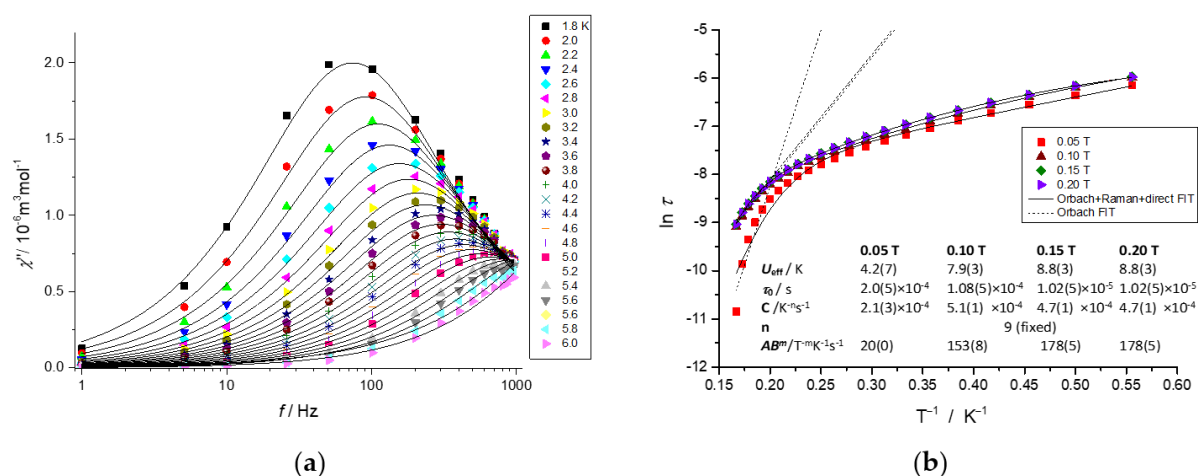 χ''/ 10⁻⁶m³mol⁻¹
2.0
1.5
1.0
0.5
0.0
1
10
100
1000
f / Hz
1.8 K
2.0
2.2
2.4
2.6
2.8
3.0
3.2
3.4
3.6
3.8
4.0
4.2
4.4
4.6
4.8
5.0
5.2
5.4
5.6
5.6
5.8
6.0
(a)
ln τ
-5
-6
-7
-8
-9
-10
-11
-12
0.05 T
0.10 T
0.15 T
0.20 T
Orbach+Raman+direct FIT
Orbach FIT
0.05 T 0.10 T 0.15 T 0.20 T
Ueff / K 4.2(7) 7.9(3) 8.8(3) 8.8(3)
τ0 / s 2.0(5)×10⁻⁴ 1.08(5)×10⁻⁴ 1.02(5)×10⁻⁵ 1.02(5)×10⁻⁵
C /K⁻ⁿs⁻¹ 2.1(3)×10⁻⁴ 5.1(1) ×10⁻⁴ 4.7(1) ×10⁻⁴ 4.7(1) ×10⁻⁴
n 9 (fixed)
ABᵐ/T⁻ᵐK⁻¹s⁻¹ 20(0) 153(8) 178(5) 178(5)
0.15 0.20 0.25 0.30 0.35 0.40 0.45 0.50 0.55 0.60
T⁻¹ / K⁻¹
(b)